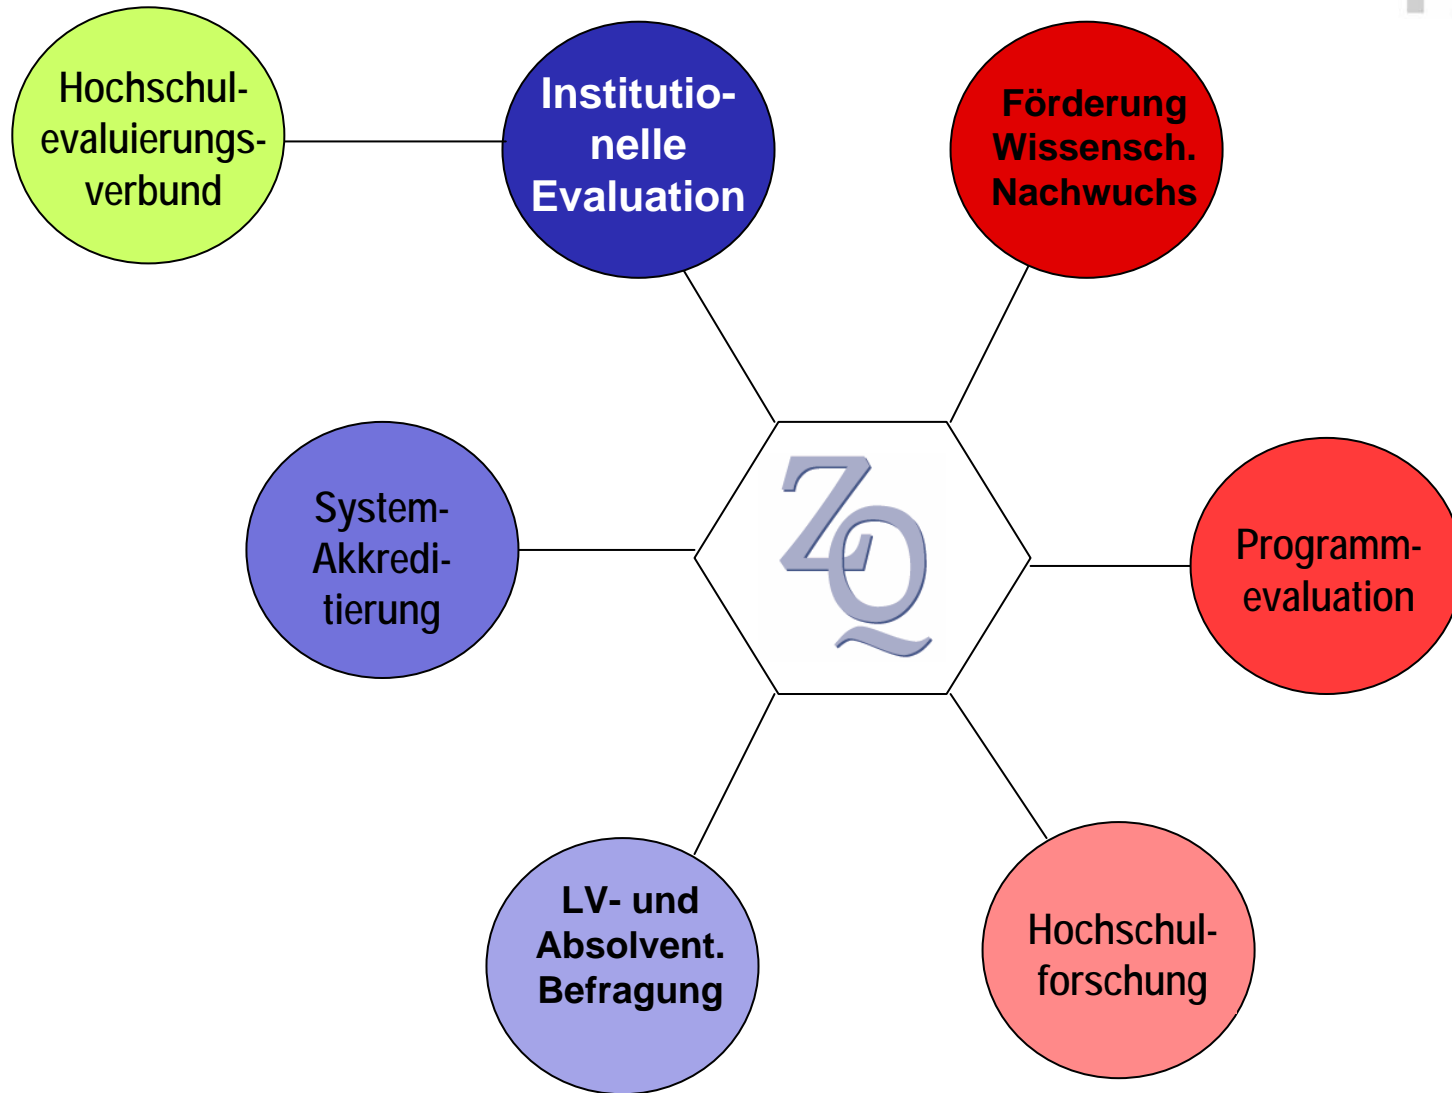 Hochschul-
evaluierungs-
verbund
Institutio-
nelle
Evaluation
Förderung
Wissensch.
Nachwuchs
System-
Akkredi-
tierung
ZQ
Programm-
evaluation
LV- und
Absolvent.
Befragung
Hochschul-
forschung